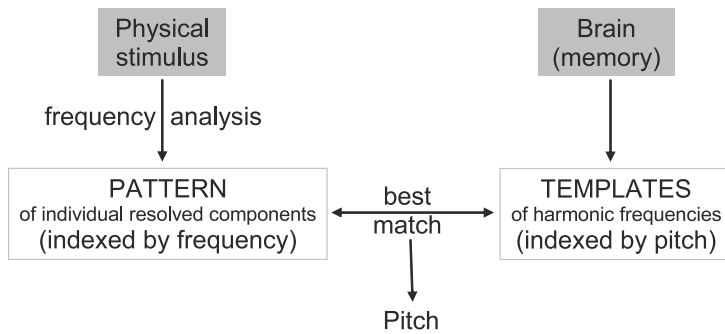 Physical
stimulus
Brain
(memory)
frequency analysis
PATTERN
of individual resolved components
(indexed by frequency)
best
match
TEMPLATES
of harmonic frequencies
(indexed by pitch)
Pitch